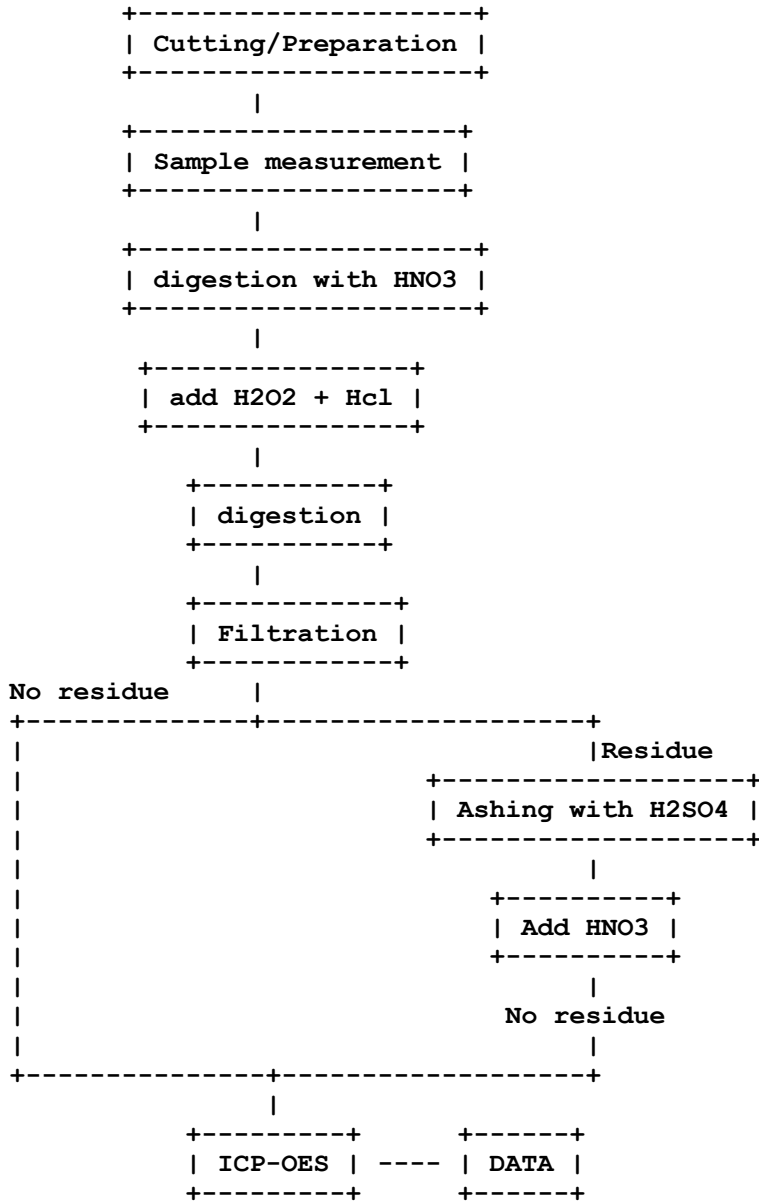 Cutting/Preparation
Sample measurement
digestion with HNO3
add H2O2 + Hcl
digestion
Filtration
No residue
Residue
Ashing with H2SO4
Add HNO3
No residue
ICP-OES ---- DATA